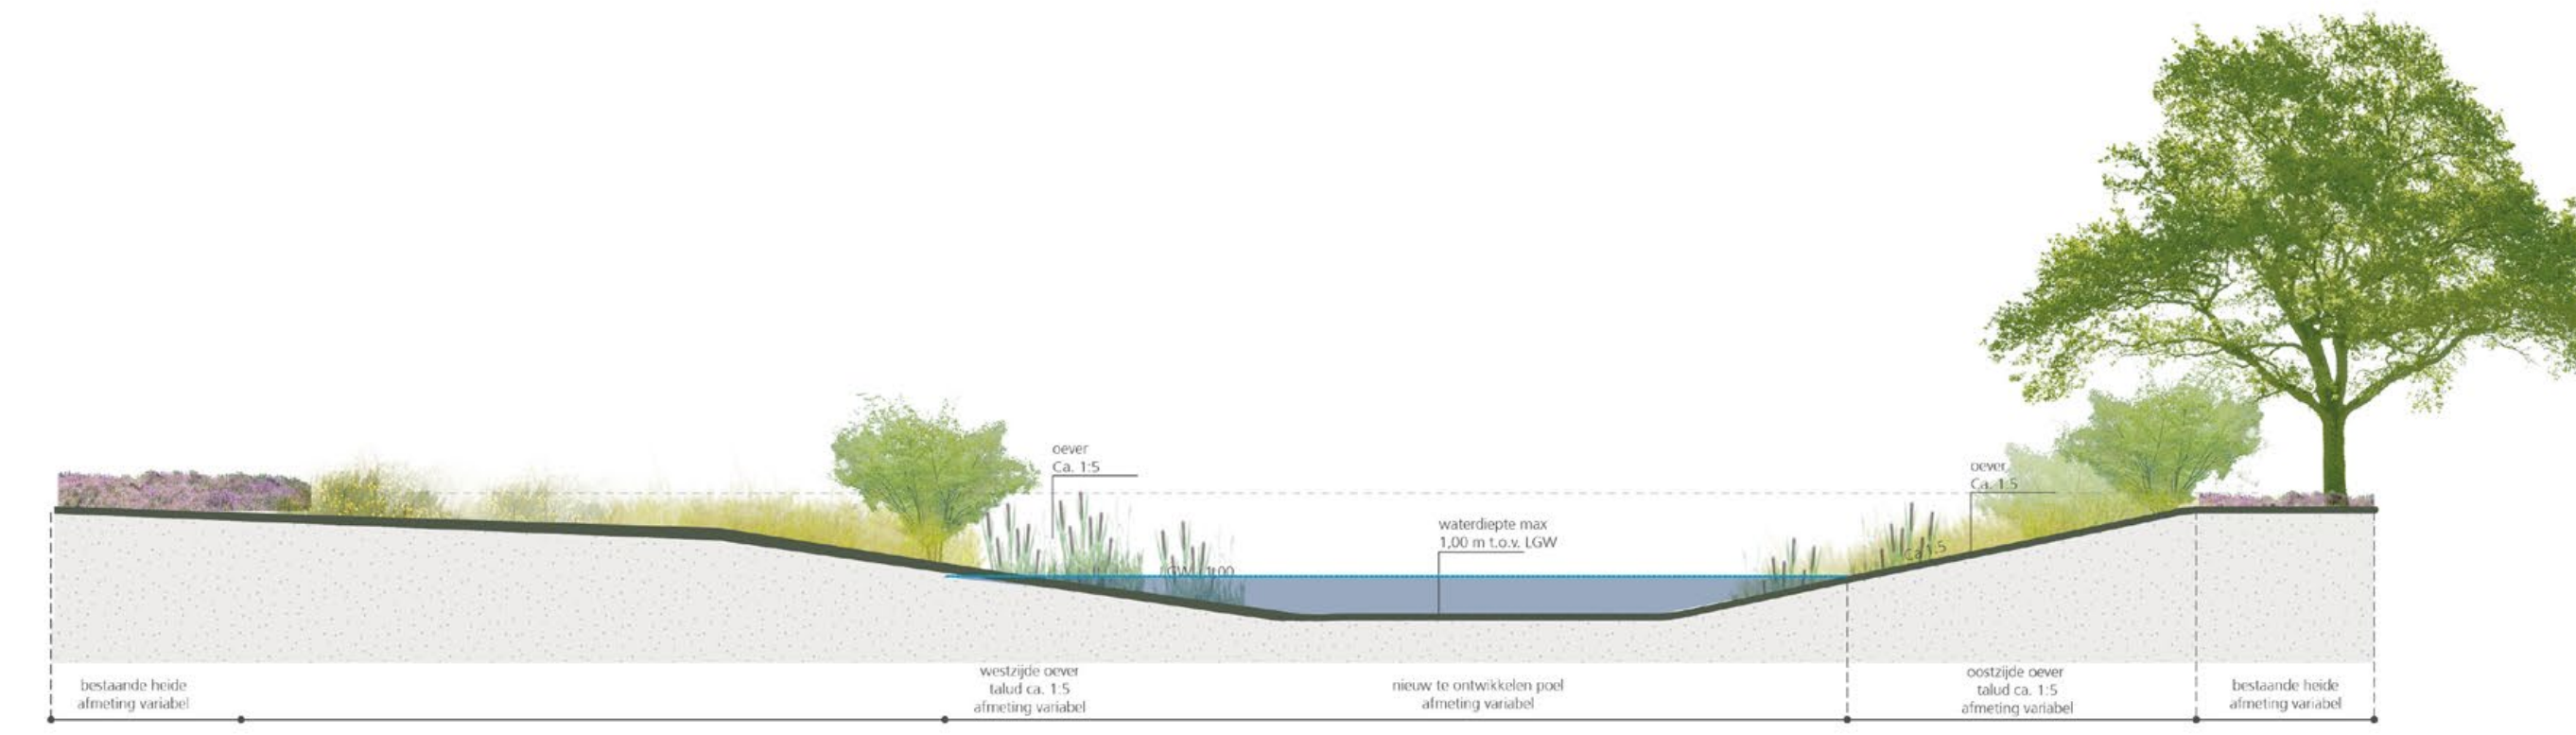 oever
Ca. 1:5
oever
Ca. 1:5
waterdiepte max
1,00 m t.o.v. LGW
Ca 1:5
westzijde oever
talud ca. 1:5
afmeting variabel
bestaande heide
afmeting variabel
nieuw te ontwikkelen poel
afmeting variabel
oostzijde oever
talud ca. 1:5
afmeting variabel
bestaande heide
afmeting variabel